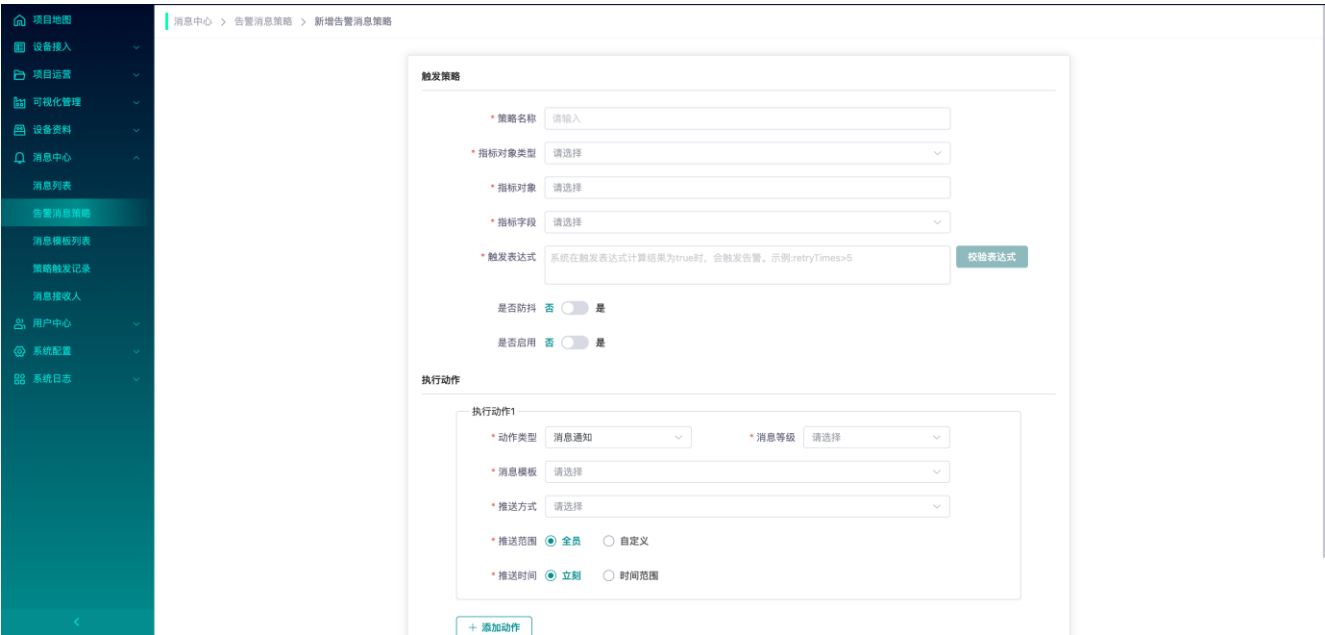 项目地图
设备接入
项目运营
可视化管理
设备资料
消息中心
消息列表
告警消息策略
消息模板列表
策略触发记录
消息接收人
用户中心
系统配置
系统日志
消息中心 > 告警消息策略 > 新增告警消息策略
触发策略
* 策略名称 请输入
* 指标对象类型 请选择
* 指标对象 请选择
* 指标字段 请选择
* 触发表达式 系统在触发表达式计算结果为true时，会触发告警。示例:retryTimes>5 校验表达式
是否防抖 否 是
是否启用 否 是
执行动作
执行动作1
* 动作类型 消息通知 * 消息等级 请选择
* 消息模板 请选择
* 推送方式 请选择
* 推送范围 全员 自定义
* 推送时间 立刻 时间范围
+ 添加动作